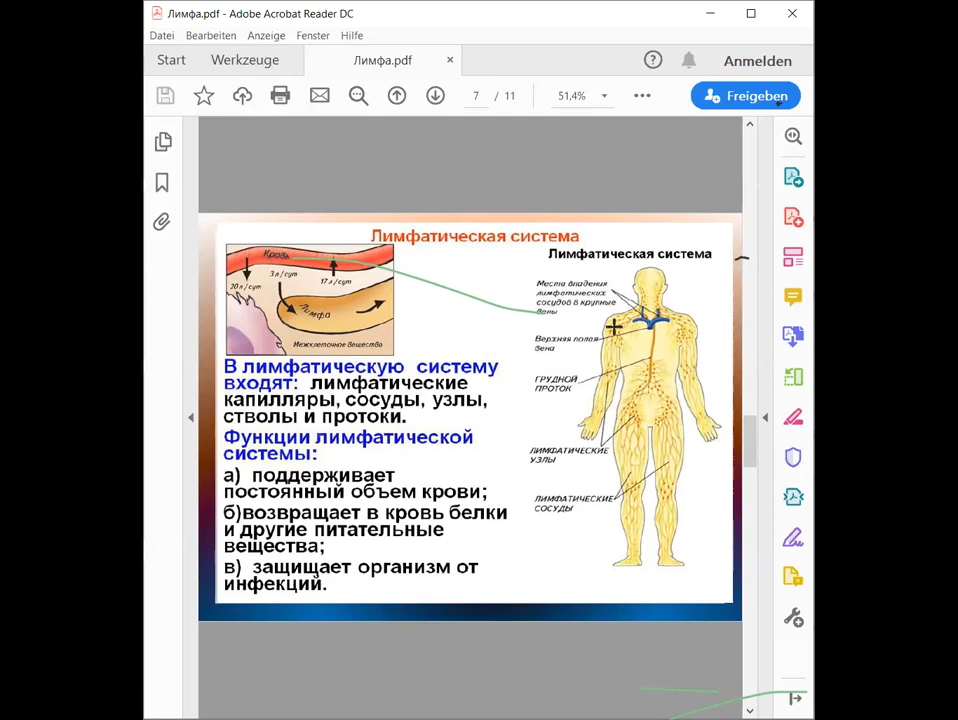 Лимфа.pdf - Adobe Acrobat Reader DC
Datei Bearbeiten Anzeige Fenster Hilfe
Start Werkzeuge Лимфа.pdf × Anmelden
7 / 11 51,4% Freigeben
Лимфатическая система
Кровь
3 л/сут
20 л/сут
17 л/сут
Лимфа
Межклеточное вещество
В лимфатическую систему
входят: лимфатические
капилляры, сосуды, узлы,
стволы и протоки.
Функции лимфатической
системы:
а) поддерживает
постоянный объем крови;
б)возвращает в кровь белки
и другие питательные
вещества;
в) защищает организм от
инфекций.
Лимфатическая система
Места впадения
лимфатических
сосудов в крупные
вены
Верхняя полая
вена
ГРУДНОЙ
ПРОТОК
ЛИМФАТИЧЕСКИЕ
УЗЛЫ
ЛИМФАТИЧЕСКИЕ
СОСУДЫ